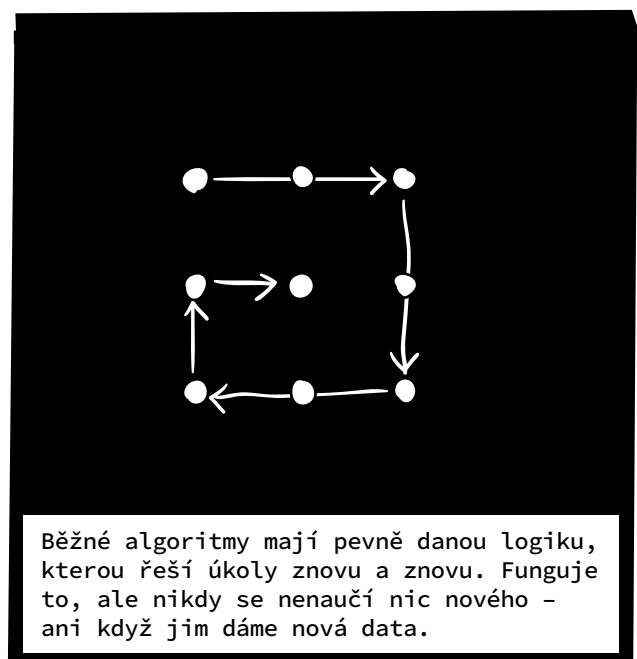 Běžné algoritmy mají pevně danou logiku,
kterou řeší úkoly znovu a znovu. Funguje
to, ale nikdy se nenaučí nic nového –
ani když jim dáme nová data.